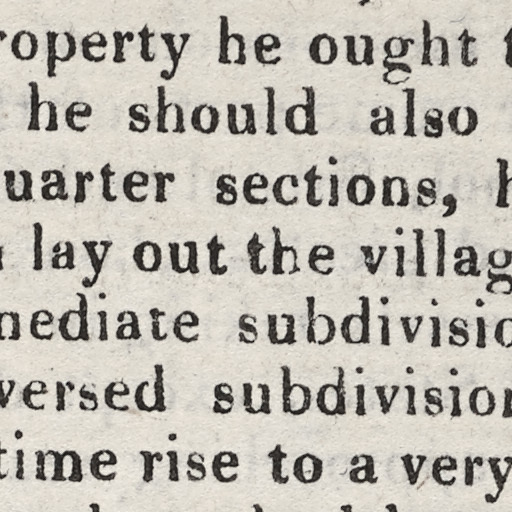 roperty he ought t
he should also
uarter sections, h
lay out the villag
nediate subdivisio
versed subdivision
time rise to a very